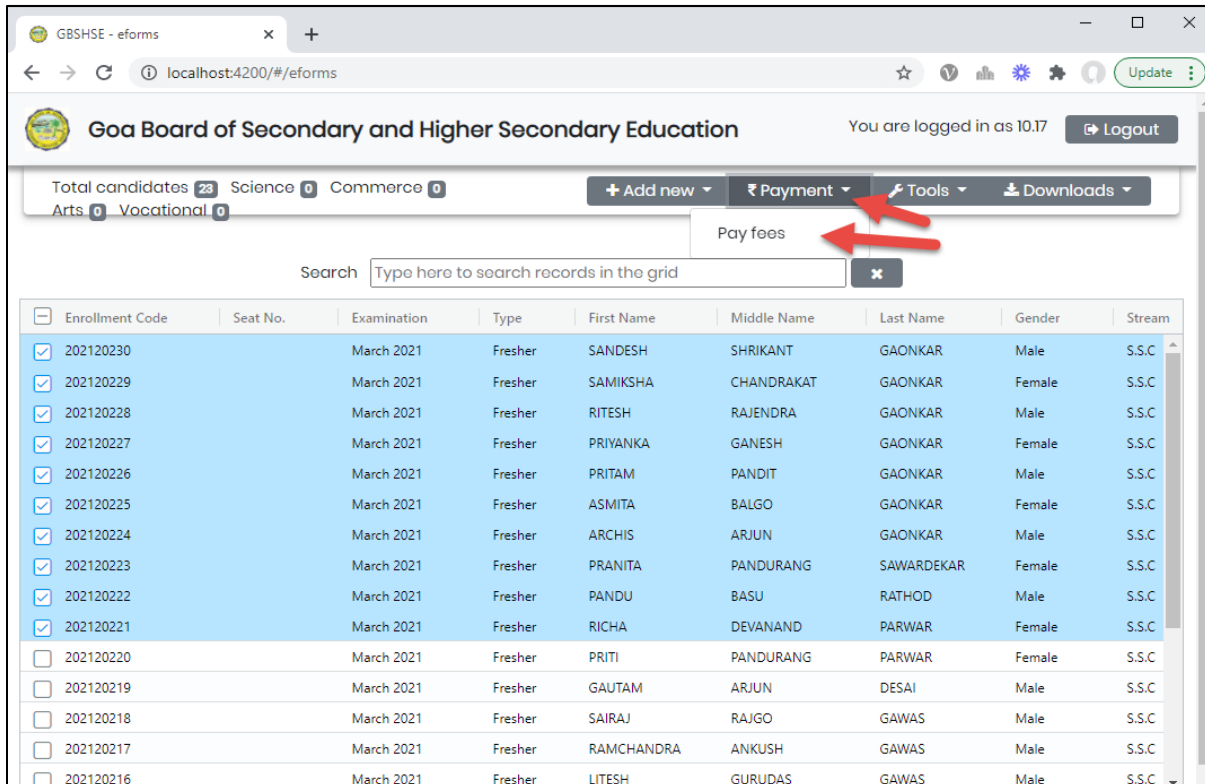 GBSHSE - eforms
localhost:4200/#/eforms
Update
Goa Board of Secondary and Higher Secondary Education You are logged in as 10.17 Logout
Total candidates 23 Science 0 Commerce 0
Arts 0 Vocational 0
+ Add new ₹ Payment Tools Downloads
Pay fees
Search Type here to search records in the grid
Enrollment Code Seat No. Examination Type First Name Middle Name Last Name Gender Stream
202120230 March 2021 Fresher SANDESH SHRIKANT GAONKAR Male S.S.C
202120229 March 2021 Fresher SAMIKSHA CHANDRAKAT GAONKAR Female S.S.C
202120228 March 2021 Fresher RITESH RAJENDRA GAONKAR Male S.S.C
202120227 March 2021 Fresher PRIYANKA GANESH GAONKAR Female S.S.C
202120226 March 2021 Fresher PRITAM PANDIT GAONKAR Male S.S.C
202120225 March 2021 Fresher ASMITA BALGO GAONKAR Female S.S.C
202120224 March 2021 Fresher ARCHIS ARJUN GAONKAR Male S.S.C
202120223 March 2021 Fresher PRANITA PANDURANG SAWARDEKAR Female S.S.C
202120222 March 2021 Fresher PANDU BASU RATHOD Male S.S.C
202120221 March 2021 Fresher RICHA DEVANAND PARWAR Female S.S.C
202120220 March 2021 Fresher PRITI PANDURANG PARWAR Female S.S.C
202120219 March 2021 Fresher GAUTAM ARJUN DESAI Male S.S.C
202120218 March 2021 Fresher SAIRAJ RAJGO GAWAS Male S.S.C
202120217 March 2021 Fresher RAMCHANDRA ANKUSH GAWAS Male S.S.C
202120216 March 2021 Fresher LITESH GURUDAS GAWAS Male S.S.C